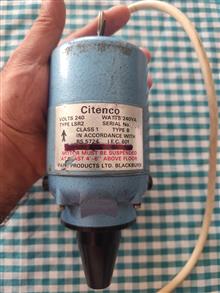 Citenco
VOLTS 240 WATTS 240VA
TYPE LSR2 SERIAL No.
CLASS 1 TYPE B
IN ACCORDANCE WITH
BS 5724 I.E.C. 601
MOTOR MUST BE SUSPENDED
AT LEAST 4'-6" ABOVE FLOOR
PARK PRODUCTS LTD. BLACKBURN